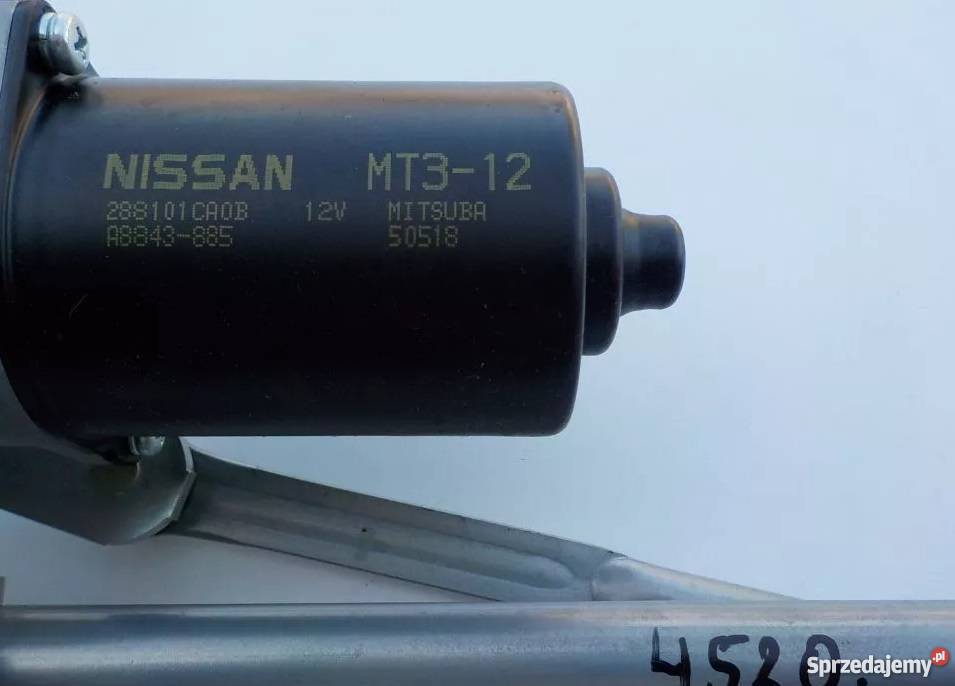 NISSAN MT3-12
288101CA0B 12V MITSUBA
A8843-885 50518
4520.
Sprzedajemy.pl